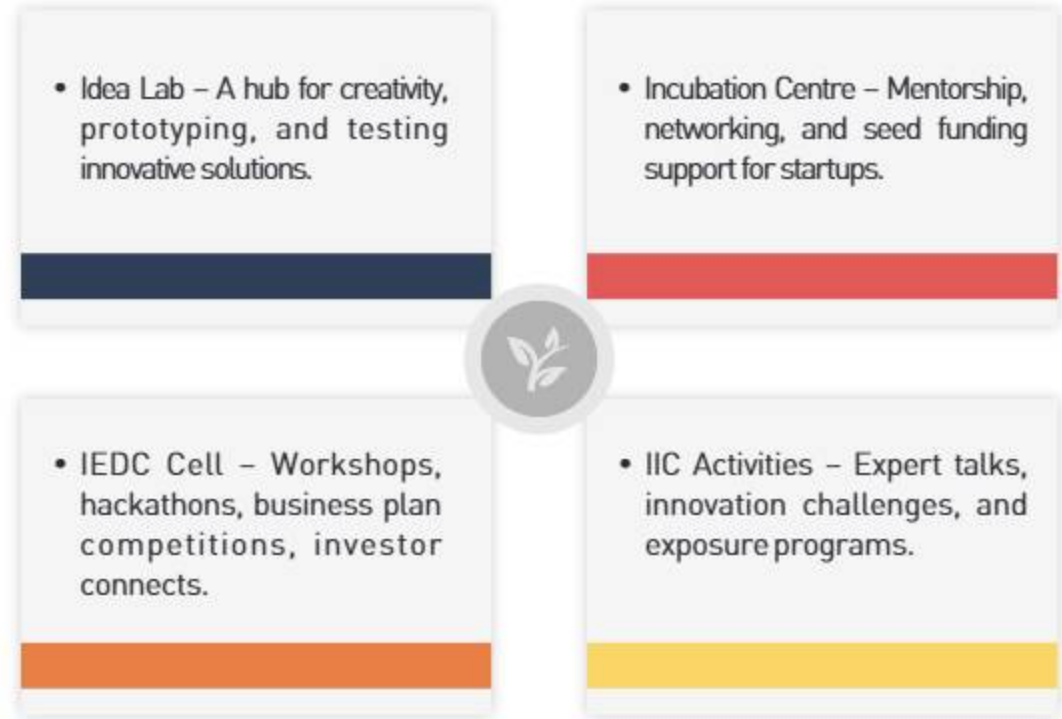 • Idea Lab – A hub for creativity,
prototyping, and testing
innovative solutions.
• Incubation Centre – Mentorship,
networking, and seed funding
support for startups.
• IEDC Cell – Workshops,
hackathons, business plan
competitions, investor
connects.
• IIC Activities – Expert talks,
innovation challenges, and
exposure programs.